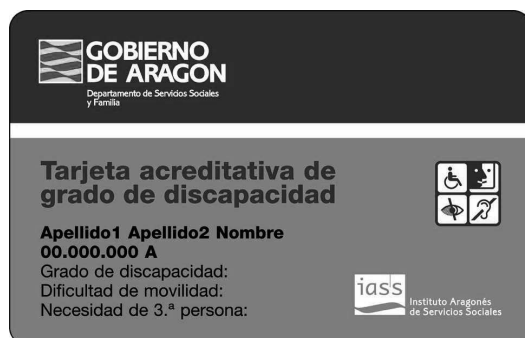 GOBIERNO
DE ARAGON
Departamento de Servicios Sociales
y Familia
Tarjeta acreditativa de
grado de discapacidad
Apellido1 Apellido2 Nombre
00.000.000 A
Grado de discapacidad:
Dificultad de movilidad:
Necesidad de 3.ª persona:
iass
Instituto Aragonés
de Servicios Sociales